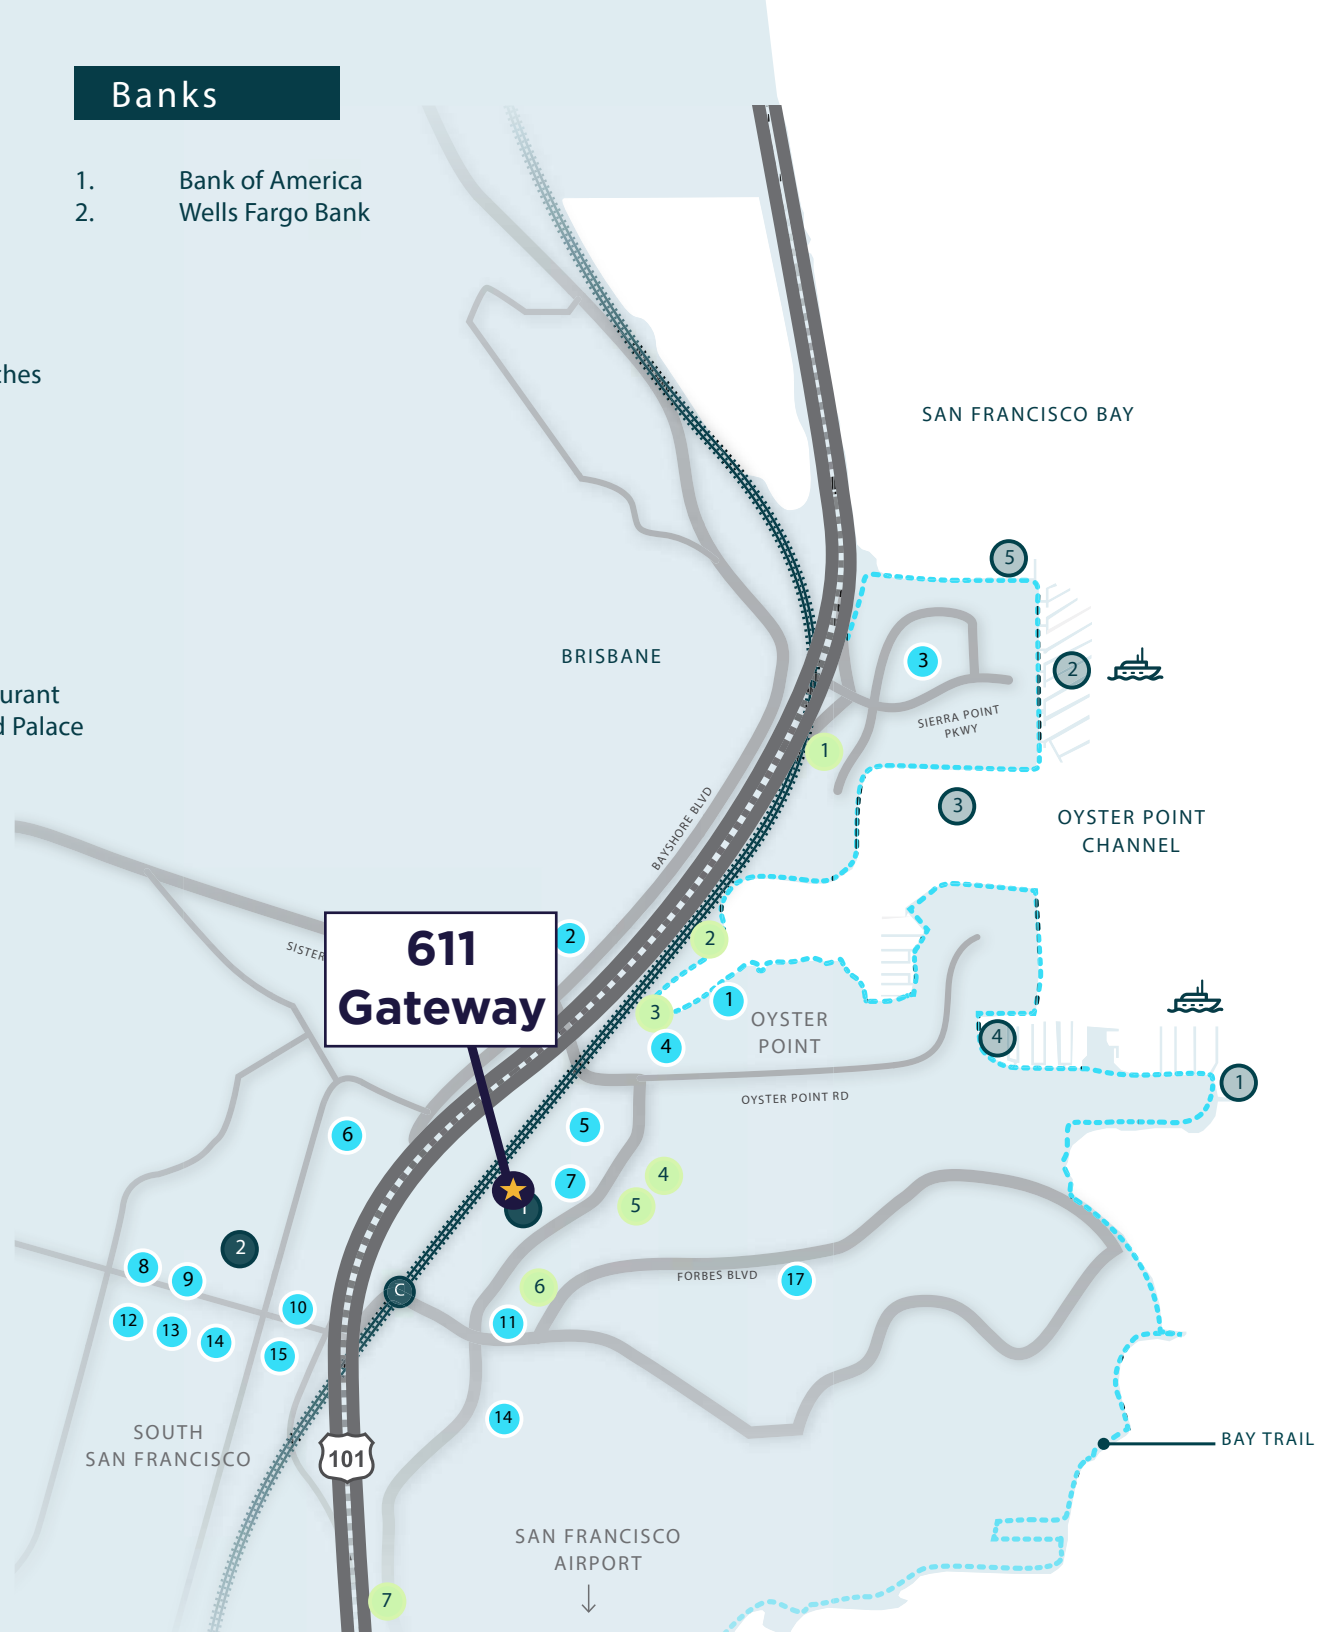 Banks
1. Bank of America
2. Wells Fargo Bank
ches
SAN FRANCISCO BAY
5
BRISBANE
3
2
urant
d Palace
SIERRA POINT
PKWY
1
BAYSHORE BLVD
3
OYSTER POINT
CHANNEL
611
Gateway
SISTER
2
2
1
3
OYSTER
POINT
4
4
1
OYSTER POINT RD
5
6
4
7
5
1
2
8
9
C
6
FORBES BLVD
17
10
11
12
13
14
15
14
SOUTH
SAN FRANCISCO
101
BAY TRAIL
SAN FRANCISCO
AIRPORT
7